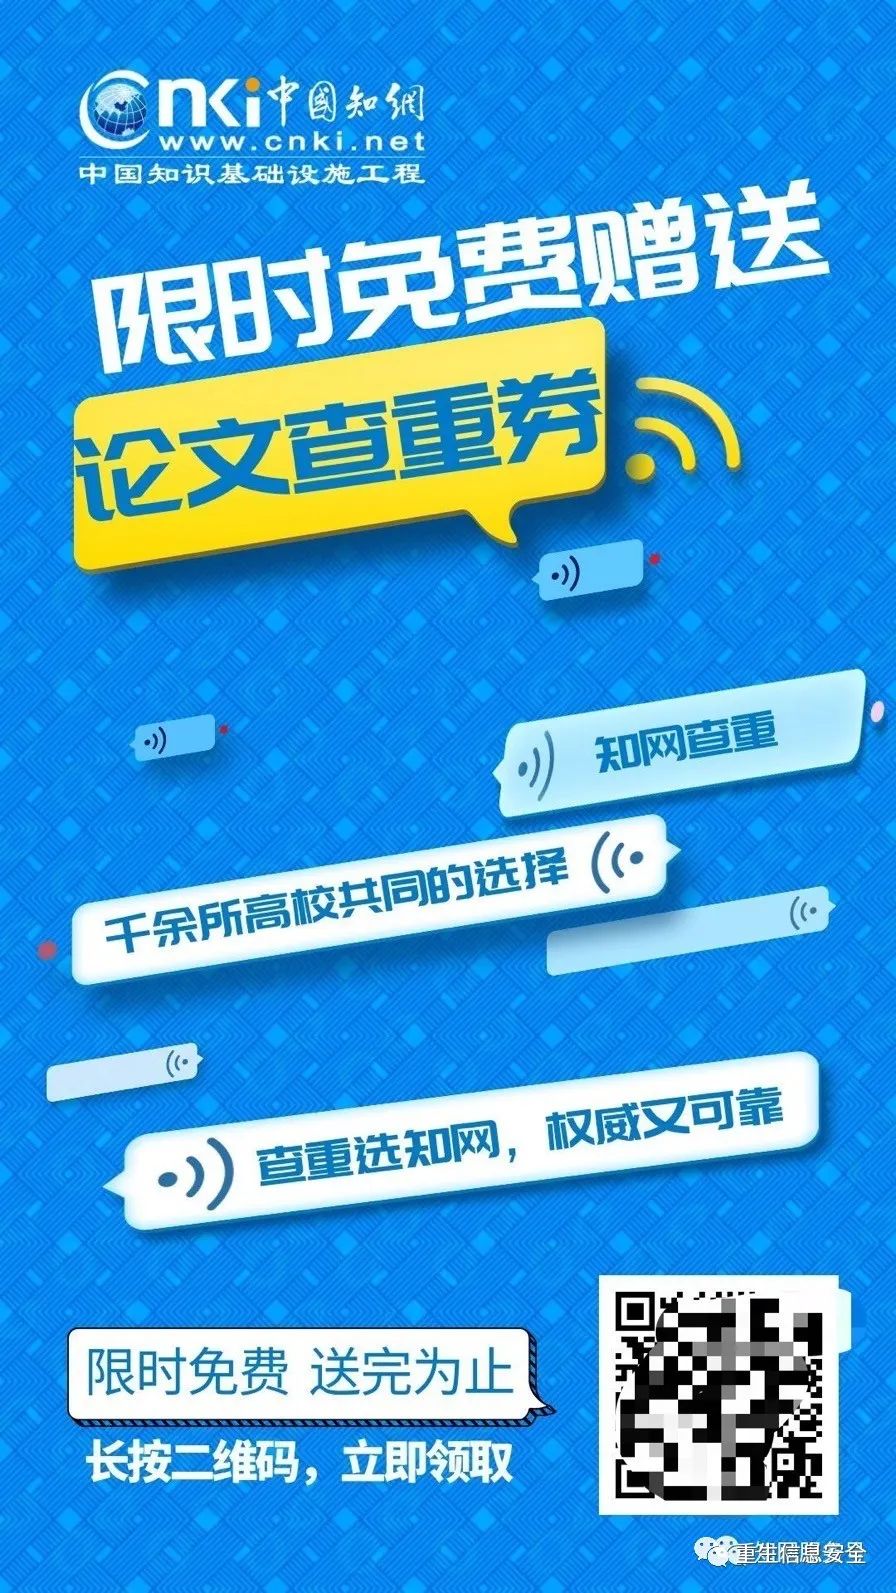 Cnki中國知網
www.cnki.net
中国知识基础设施工程
限时免费赠送
论文查重券
知网查重
千余所高校共同的选择
查重选知网，权威又可靠
限时免费 送完为止
长按二维码，立即领取